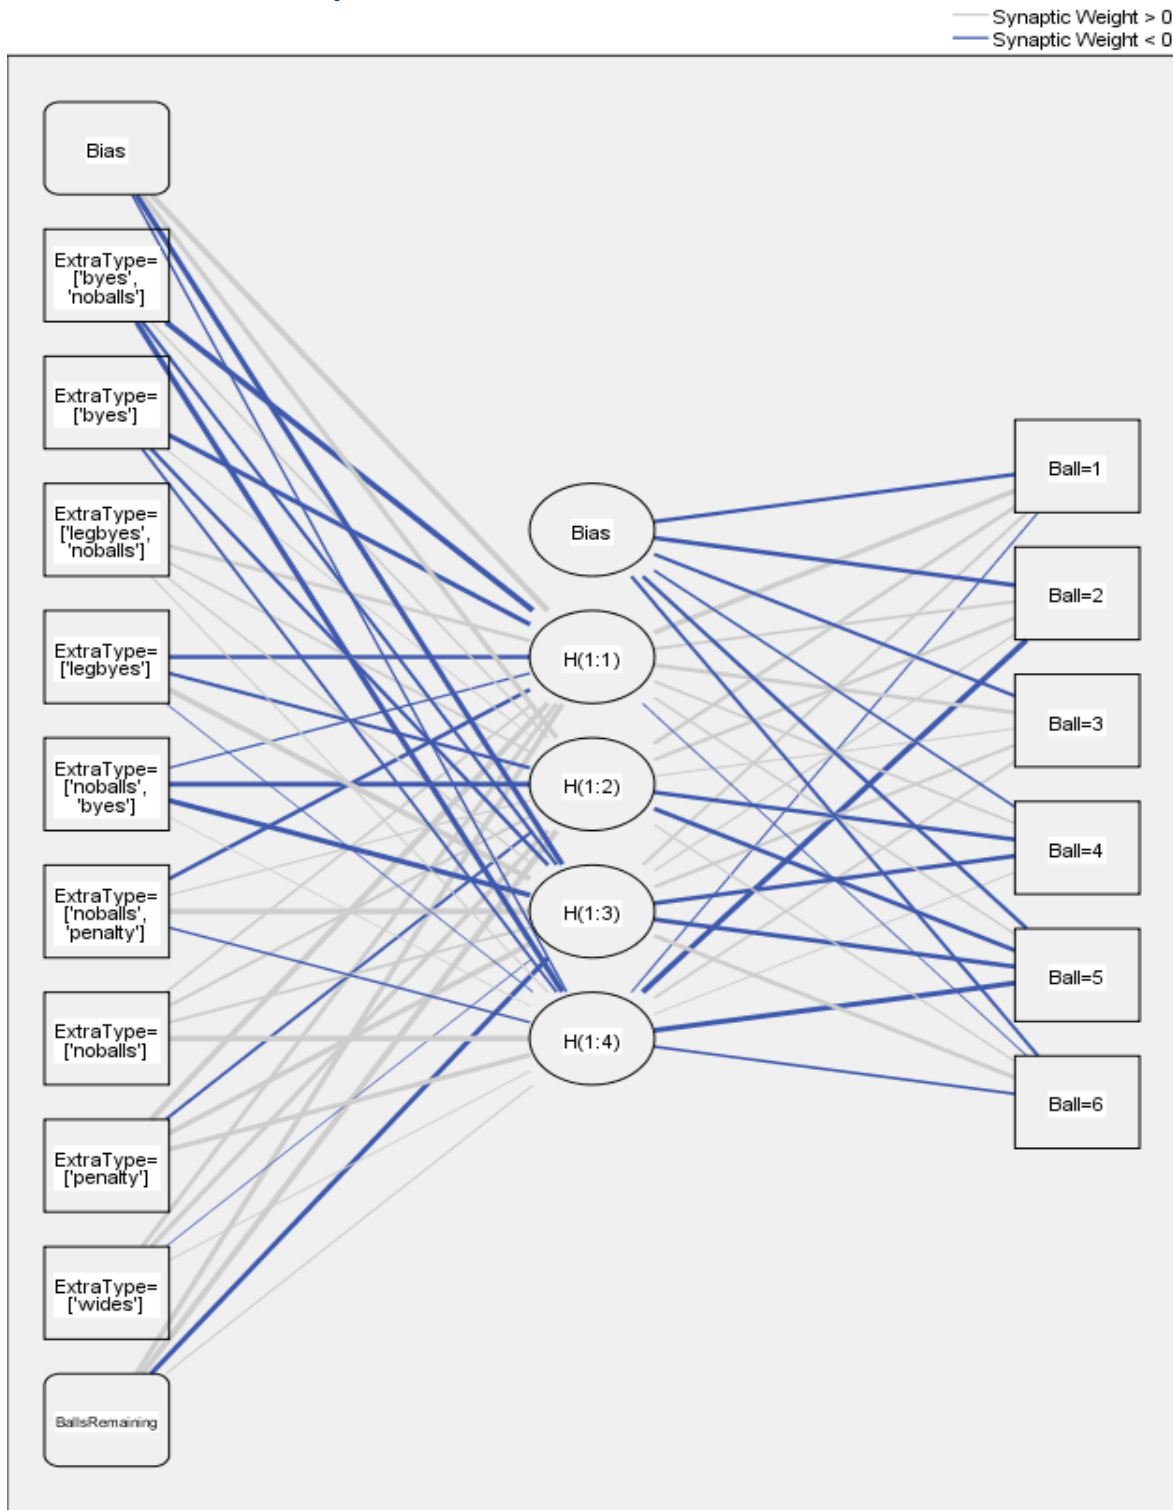 Synaptic Weight > 0
Synaptic Weight < 0
Bias
ExtraType=
['byes',
'noballs']
ExtraType=
['byes']
ExtraType=
['legbyes',
'noballs']
ExtraType=
['legbyes']
ExtraType=
['noballs',
'byes']
ExtraType=
['noballs',
'penalty']
ExtraType=
['noballs']
ExtraType=
['penalty']
ExtraType=
['wides']
BallsRemaining
Bias
H(1:1)
H(1:2)
H(1:3)
H(1:4)
Ball=1
Ball=2
Ball=3
Ball=4
Ball=5
Ball=6